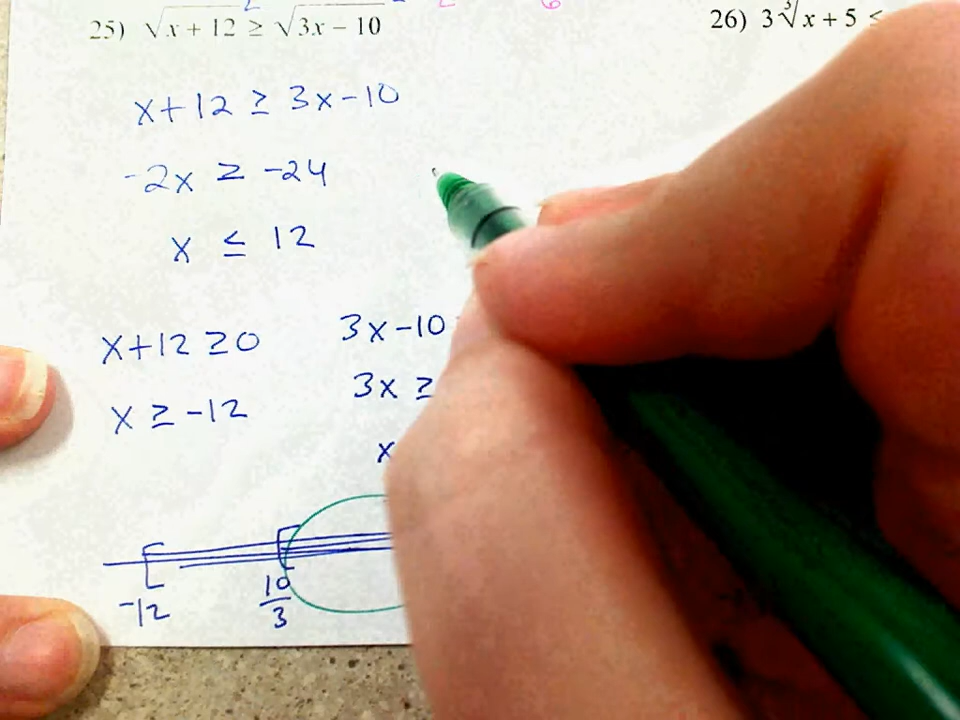 25) √x + 12 ≥ √3x − 10
26) 3∛x + 5 ≤
x+12 ≥ 3x-10
-2x ≥ -24
x ≤ 12
x+12 ≥0
3x-10
x ≥ -12
3x ≥
x
-12
10/3